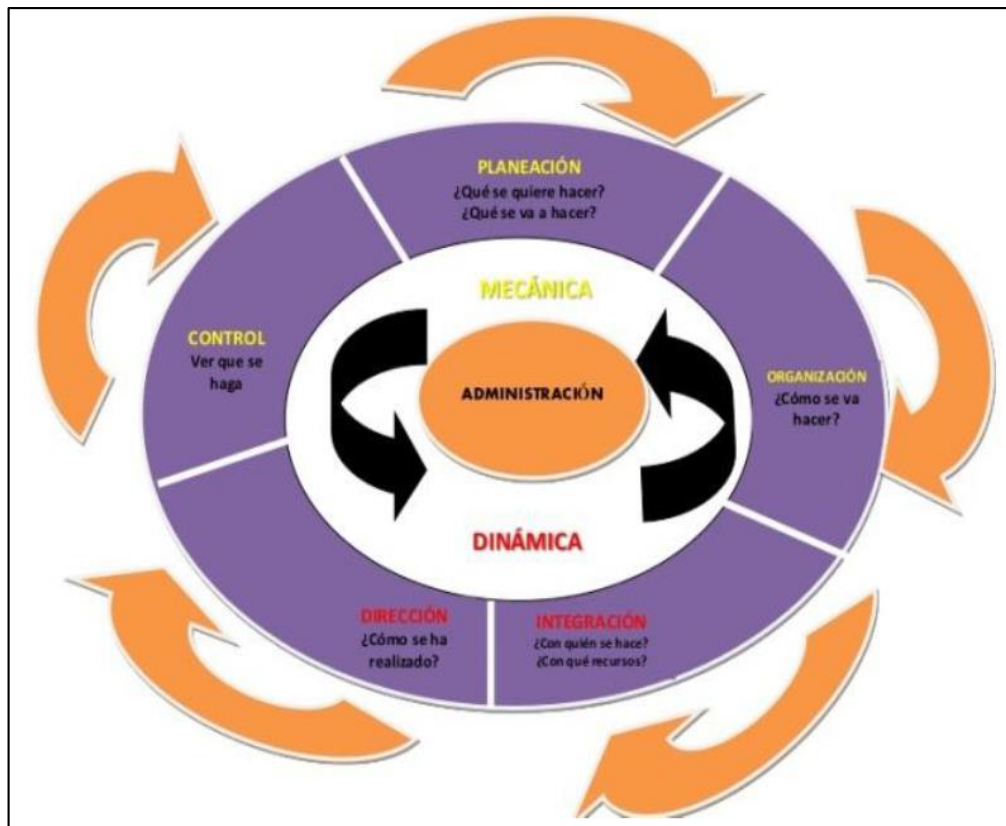 PLANEACIÓN
¿Qué se quiere hacer?
¿Qué se va a hacer?
MECÁNICA
CONTROL
Ver que se
haga
ADMINISTRACIÓN
ORGANIZACIÓN
¿Cómo se va
hacer?
DINÁMICA
DIRECCIÓN
¿Cómo se ha
realizado?
INTEGRACIÓN
¿Con quién se hace?
¿Con qué recursos?